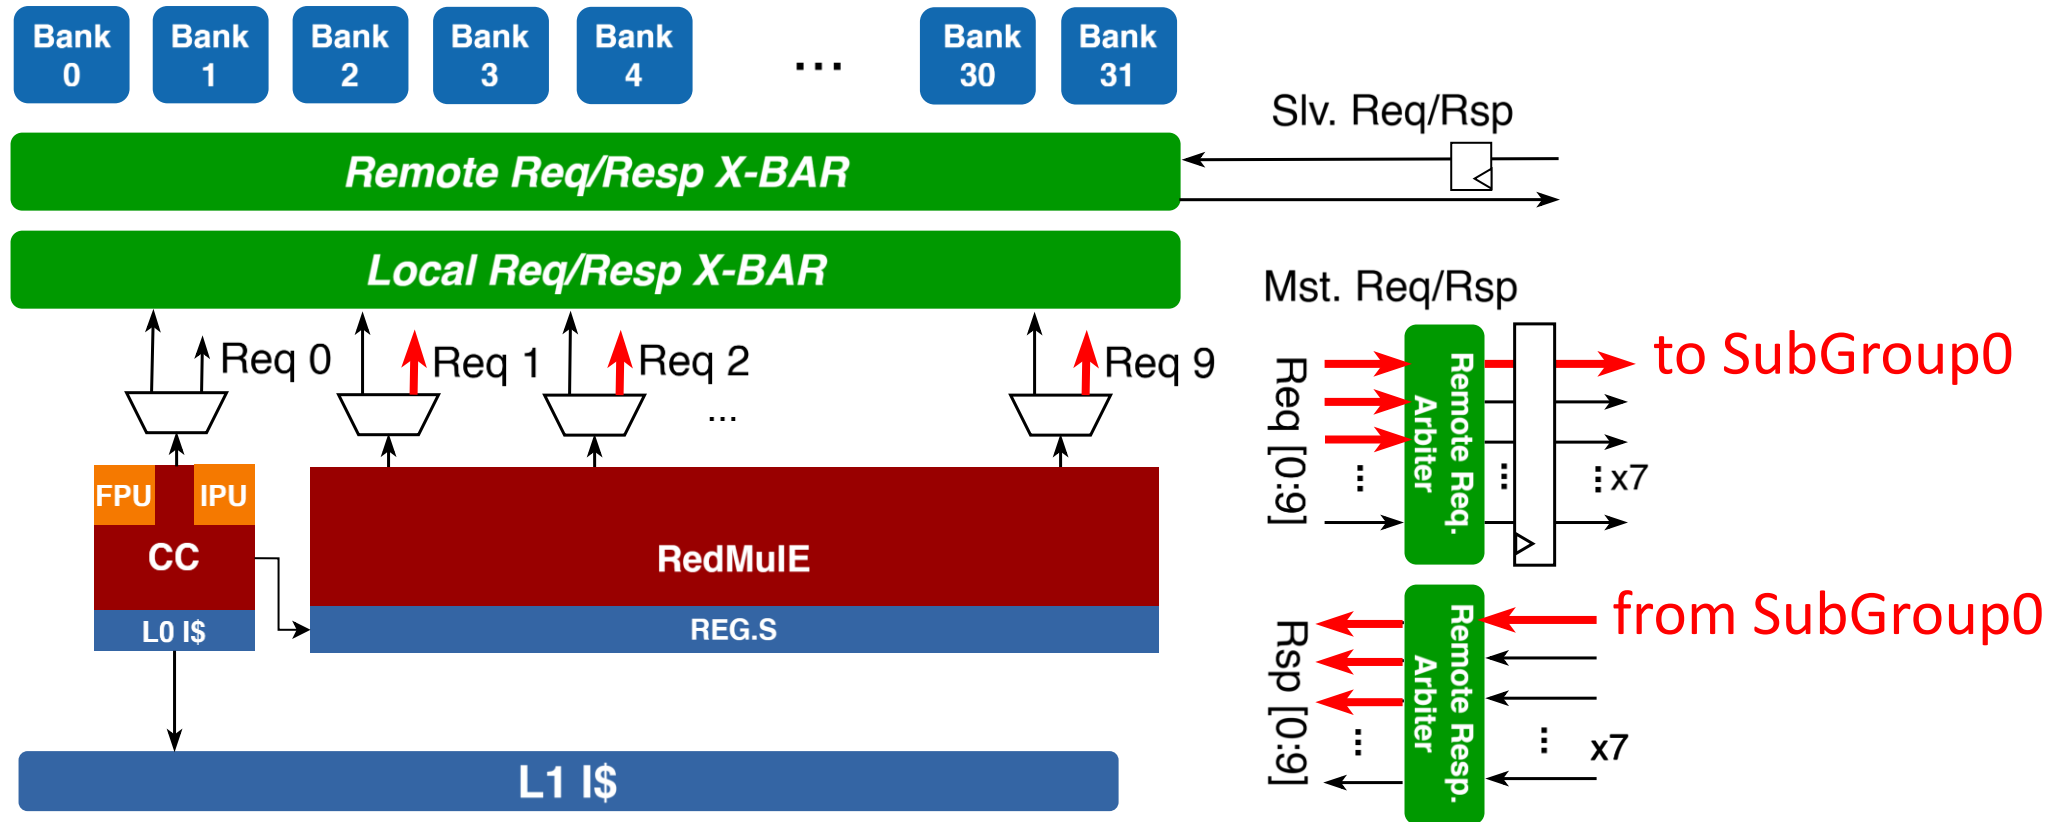 Bank
0
Bank
1
Bank
2
Bank
3
Bank
4
...
Bank
30
Bank
31
Slv. Req/Rsp
Remote Req/Resp X-BAR
Local Req/Resp X-BAR
Mst. Req/Rsp
Req 0
Req 1
Req 2
...
Req 9
FPU
IPU
CC
L0 I$
RedMulE
REG.S
L1 I$
Req [0:9]
...
Remote Req.
Arbiter
...
... x7
to SubGroup0
Rsp [0:9]
...
Remote Resp.
Arbiter
... x7
from SubGroup0